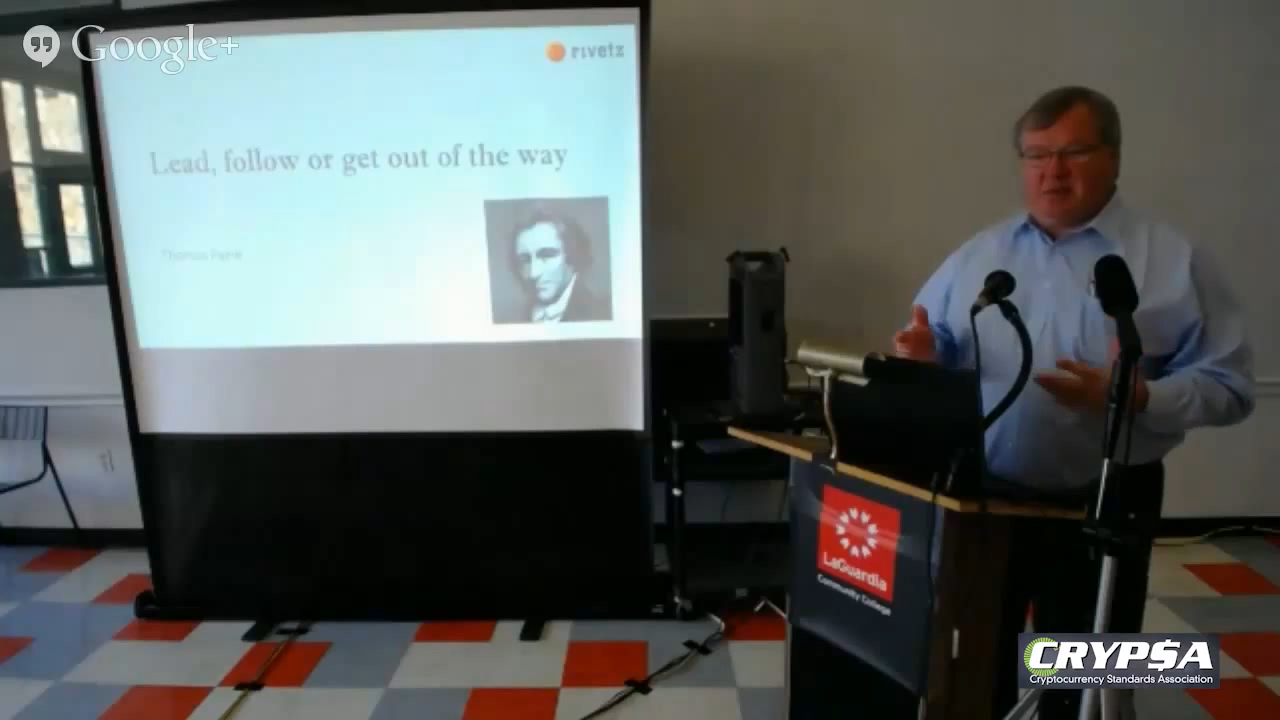 Google+
rivetz
Lead, follow or get out of the way
Thomas Paine
LaGuardia
Community College
CRYP$A
Cryptocurrency Standards Association